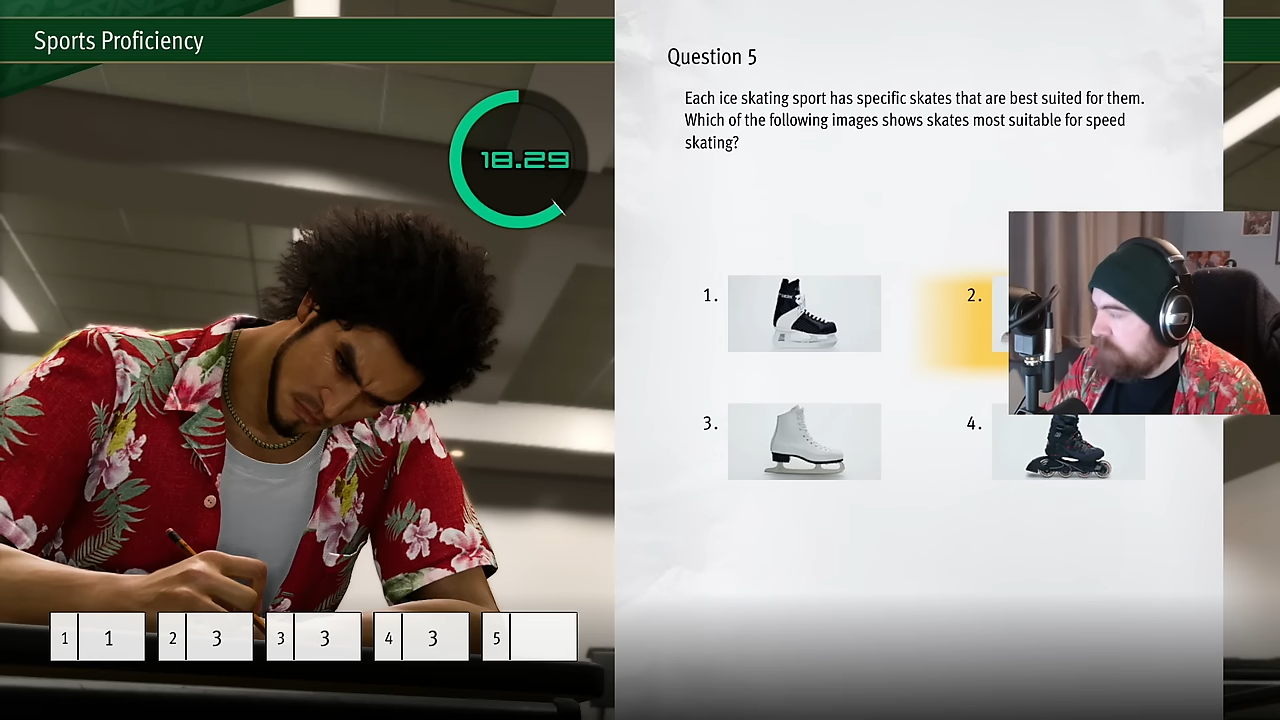 Sports Proficiency
18.29
Question 5
Each ice skating sport has specific skates that are best suited for them.
Which of the following images shows skates most suitable for speed
skating?
1.
2.
3.
4.
1 1
2 3
3 3
4 3
5